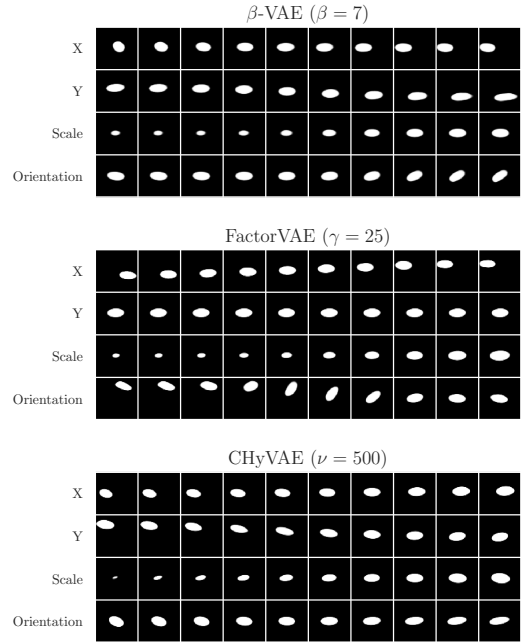 β-VAE (β = 7)
X
Y
Scale
Orientation
FactorVAE (γ = 25)
X
Y
Scale
Orientation
CHyVAE (ν = 500)
X
Y
Scale
Orientation